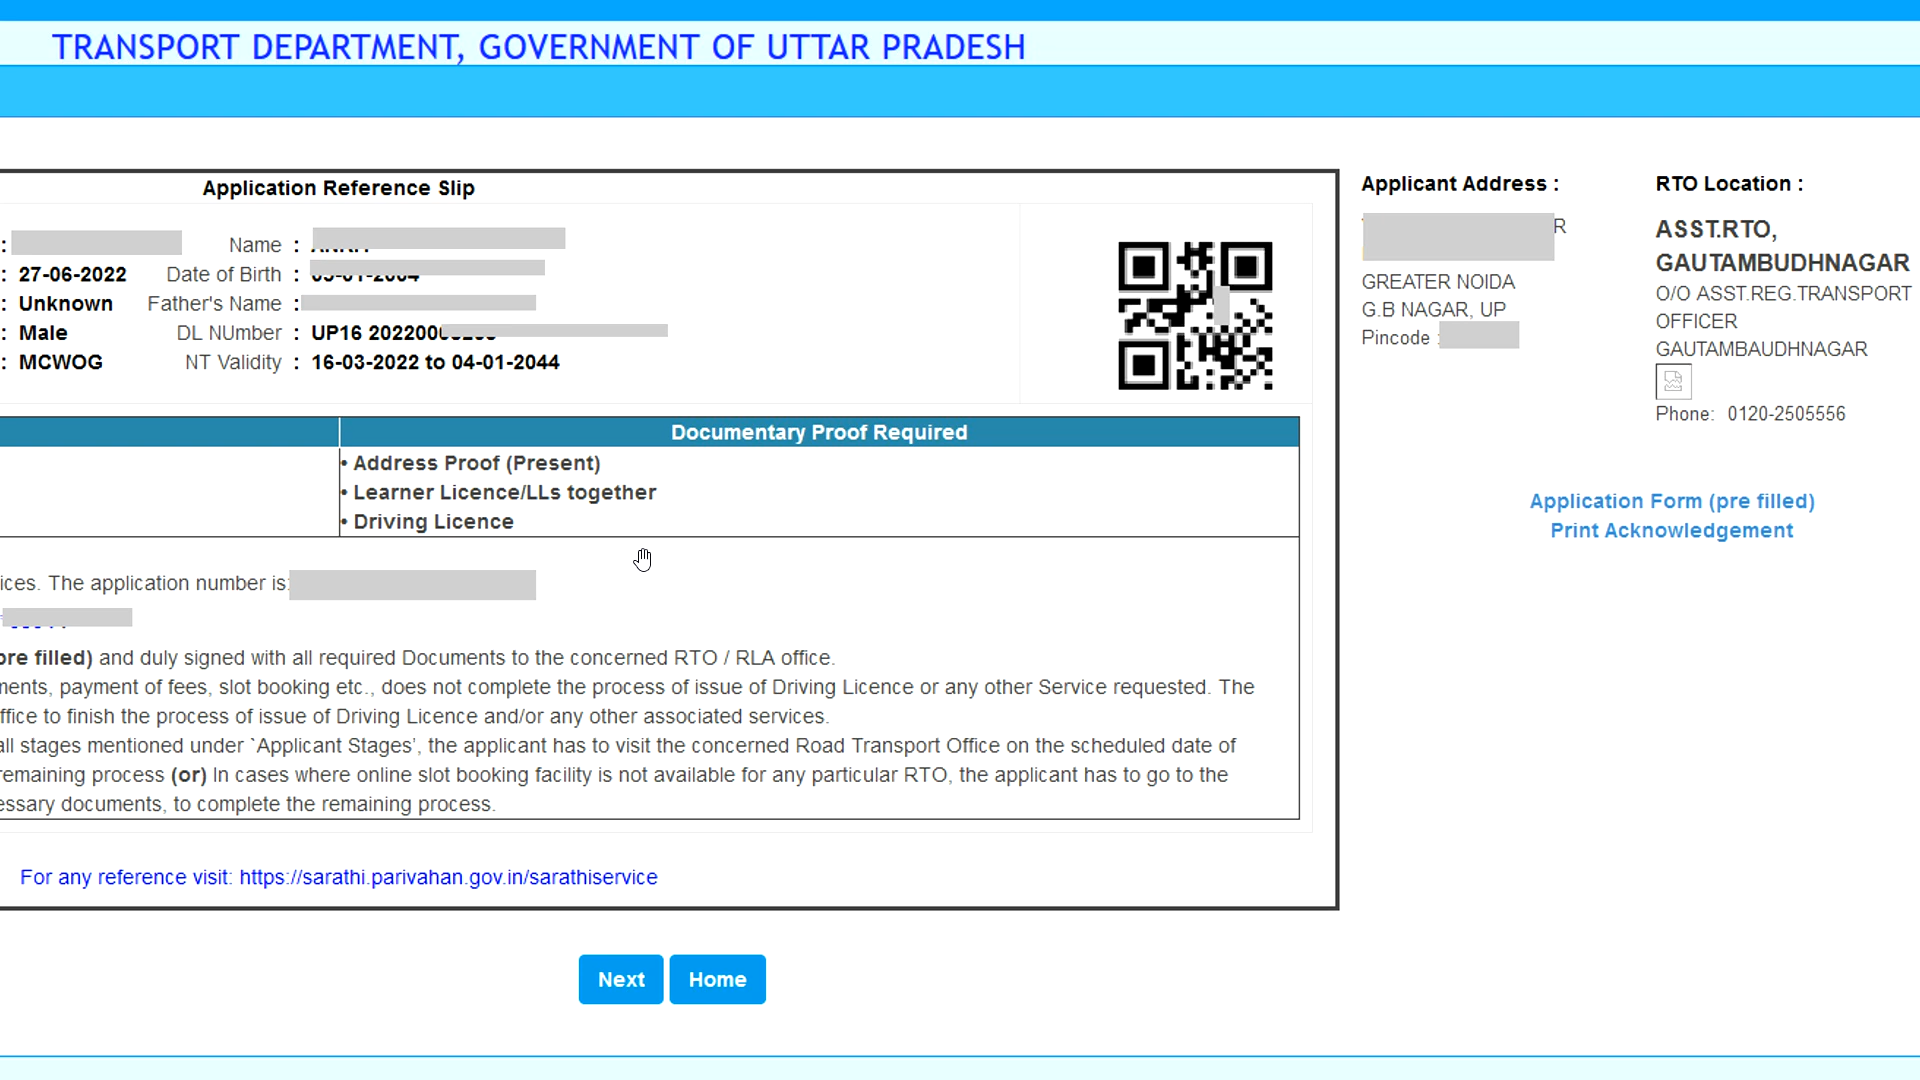 TRANSPORT DEPARTMENT, GOVERNMENT OF UTTAR PRADESH
Application Reference Slip
: Name :
: 27-06-2022 Date of Birth :
: Unknown Father's Name :
: Male DL NUmber : UP16
: MCWOG NT Validity : 16-03-2022 to 04-01-2044
Documentary Proof Required
• Address Proof (Present)
• Learner Licence/LLs together
• Driving Licence
ices. The application number is:
pre filled) and duly signed with all required Documents to the concerned RTO / RLA office.
ments, payment of fees, slot booking etc., does not complete the process of issue of Driving Licence or any other Service requested. The
ffice to finish the process of issue of Driving Licence and/or any other associated services.
all stages mentioned under `Applicant Stages', the applicant has to visit the concerned Road Transport Office on the scheduled date of
remaining process (or) In cases where online slot booking facility is not available for any particular RTO, the applicant has to go to the
essary documents, to complete the remaining process.
For any reference visit: https://sarathi.parivahan.gov.in/sarathiservice
Next Home
Applicant Address :
R
GREATER NOIDA
G.B NAGAR, UP
Pincode :
RTO Location :
ASST.RTO,
GAUTAMBUDHNAGAR
O/O ASST.REG.TRANSPORT
OFFICER
GAUTAMBAUDHNAGAR
Phone: 0120-2505556
Application Form (pre filled)
Print Acknowledgement